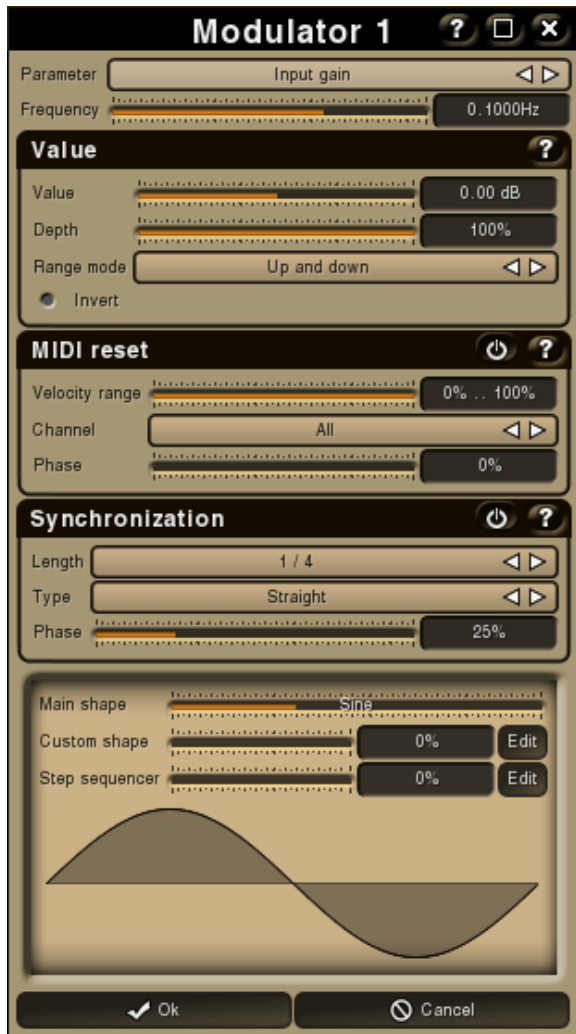 Modulator 1 ?
Parameter Input gain
Frequency 0.1000Hz
Value ?
Value 0.00 dB
Depth 100%
Range mode Up and down
Invert
MIDI reset ?
Velocity range 0% .. 100%
Channel All
Phase 0%
Synchronization ?
Length 1 / 4
Type Straight
Phase 25%
Main shape Sine
Custom shape 0% Edit
Step sequencer 0% Edit
Ok Cancel